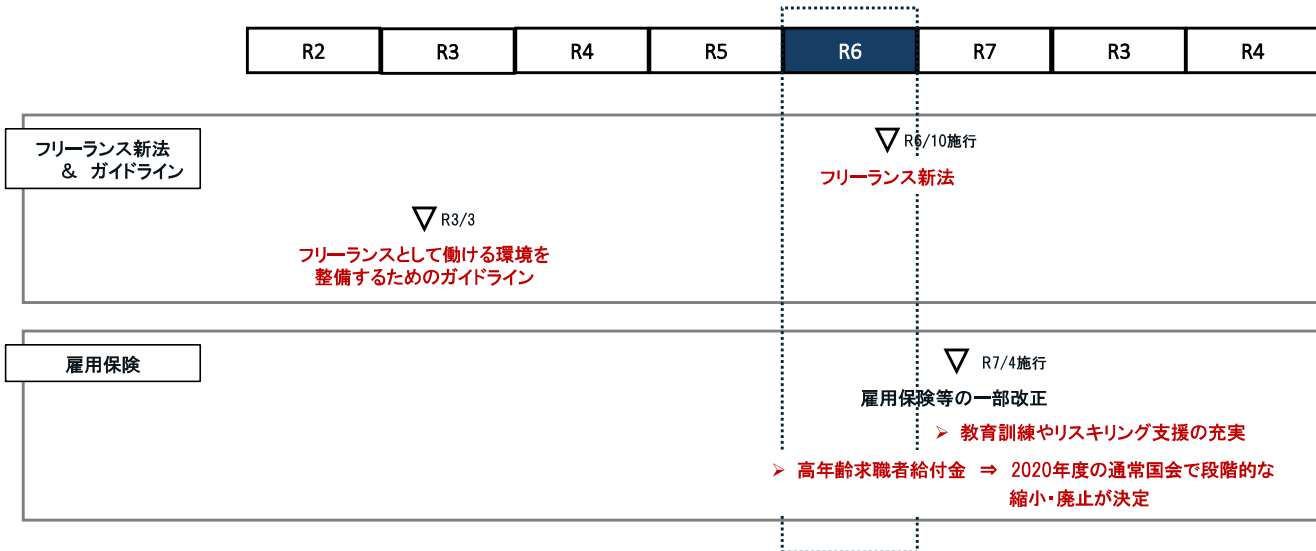 R2 R3 R4 R5 R6 R7 R3 R4
フリーランス新法
& ガイドライン
R6/10施行
フリーランス新法
R3/3
フリーランスとして働ける環境を
整備するためのガイドライン
雇用保険
R7/4施行
雇用保険等の一部改正
➢ 教育訓練やリスキリング支援の充実
➢ 高年齢求職者給付金 ⇒ 2020年度の通常国会で段階的な
縮小・廃止が決定